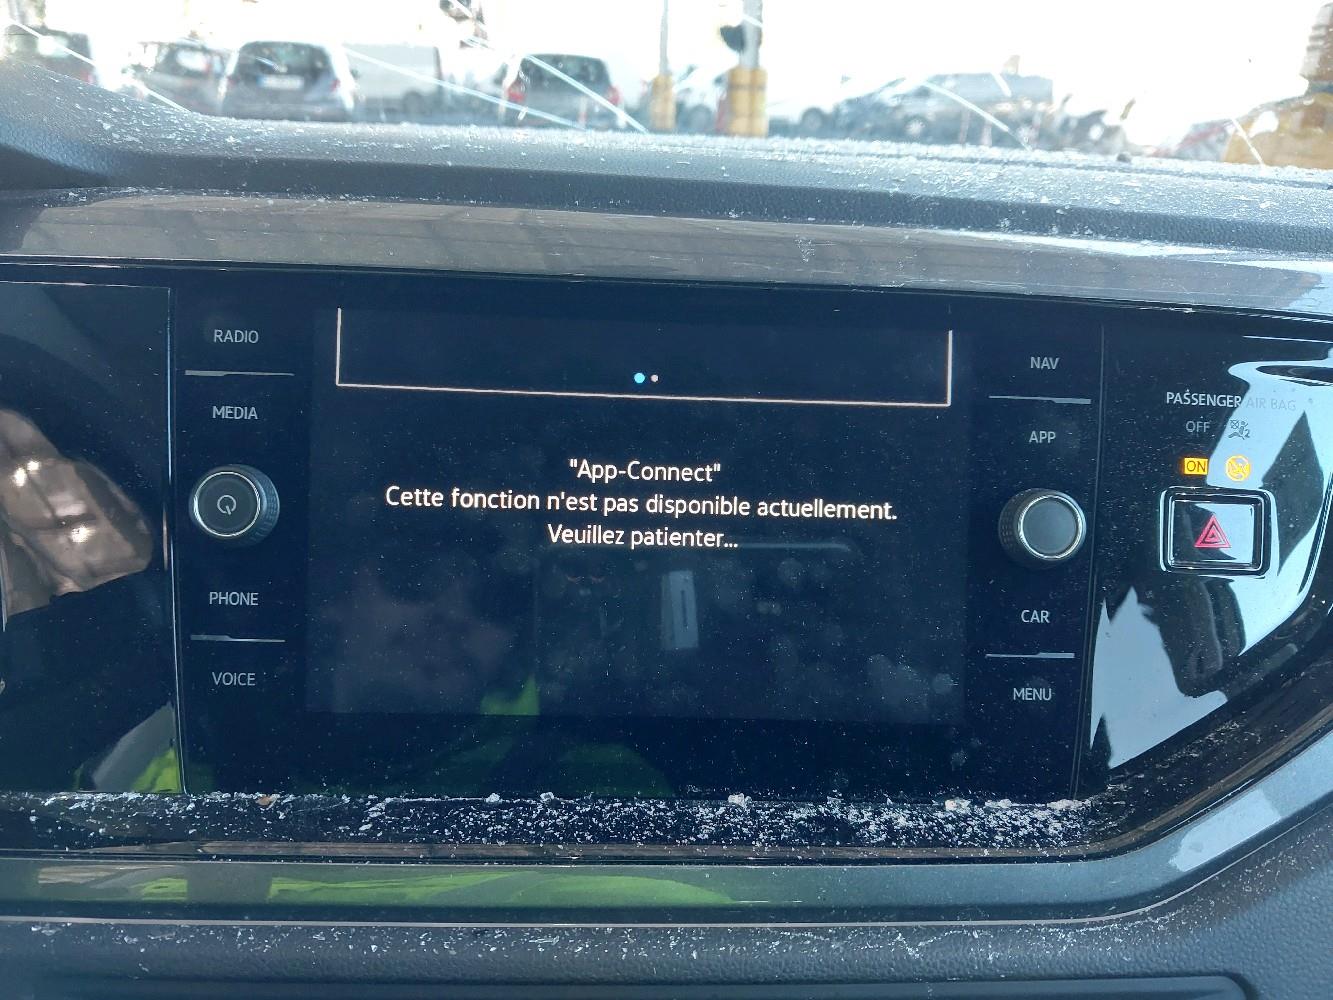 RADIO
MEDIA
PHONE
VOICE
"App-Connect"
Cette fonction n'est pas disponible actuellement.
Veuillez patienter...
NAV
APP
CAR
MENU
PASSENGER AIR BAG
OFF
ON